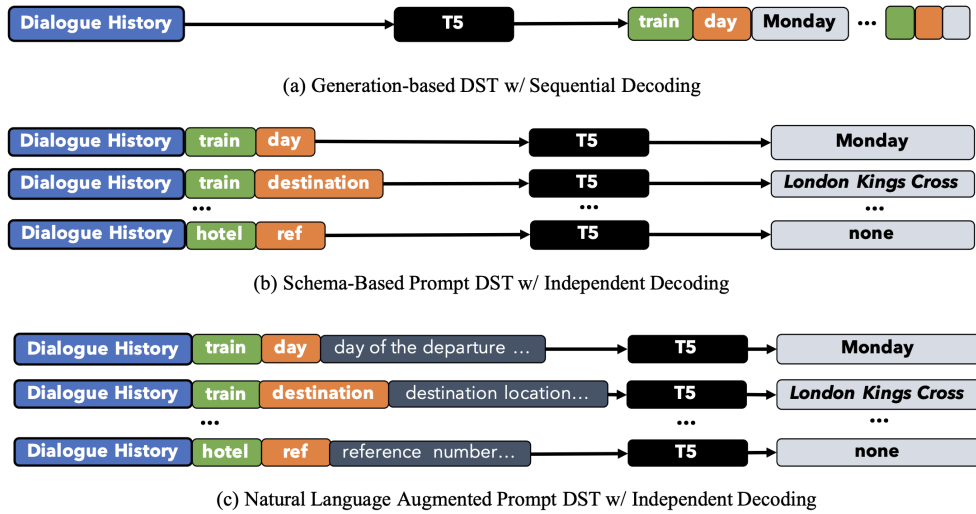 Dialogue History T5 train day Monday ...
(a) Generation-based DST w/ Sequential Decoding
Dialogue History train day T5 Monday
Dialogue History train destination T5 London Kings Cross
... ... ...
Dialogue History hotel ref T5 none
(b) Schema-Based Prompt DST w/ Independent Decoding
Dialogue History train day day of the departure ... T5 Monday
Dialogue History train destination destination location... T5 London Kings Cross
... ... ...
Dialogue History hotel ref reference number... T5 none
(c) Natural Language Augmented Prompt DST w/ Independent Decoding